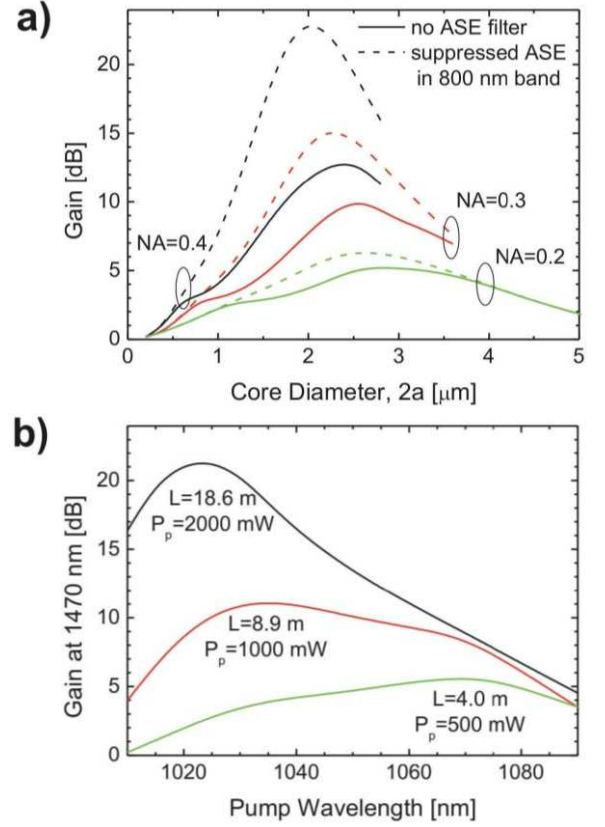 a)
no ASE filter
suppressed ASE
in 800 nm band
20
15
10
5
0
Gain [dB]
NA=0.4
NA=0.3
NA=0.2
0 1 2 3 4 5
Core Diameter, 2a [μm]
b)
20
15
10
5
0
Gain at 1470 nm [dB]
L=18.6 m
Pp=2000 mW
L=8.9 m
Pp=1000 mW
L=4.0 m
Pp=500 mW
1020 1040 1060 1080
Pump Wavelength [nm]